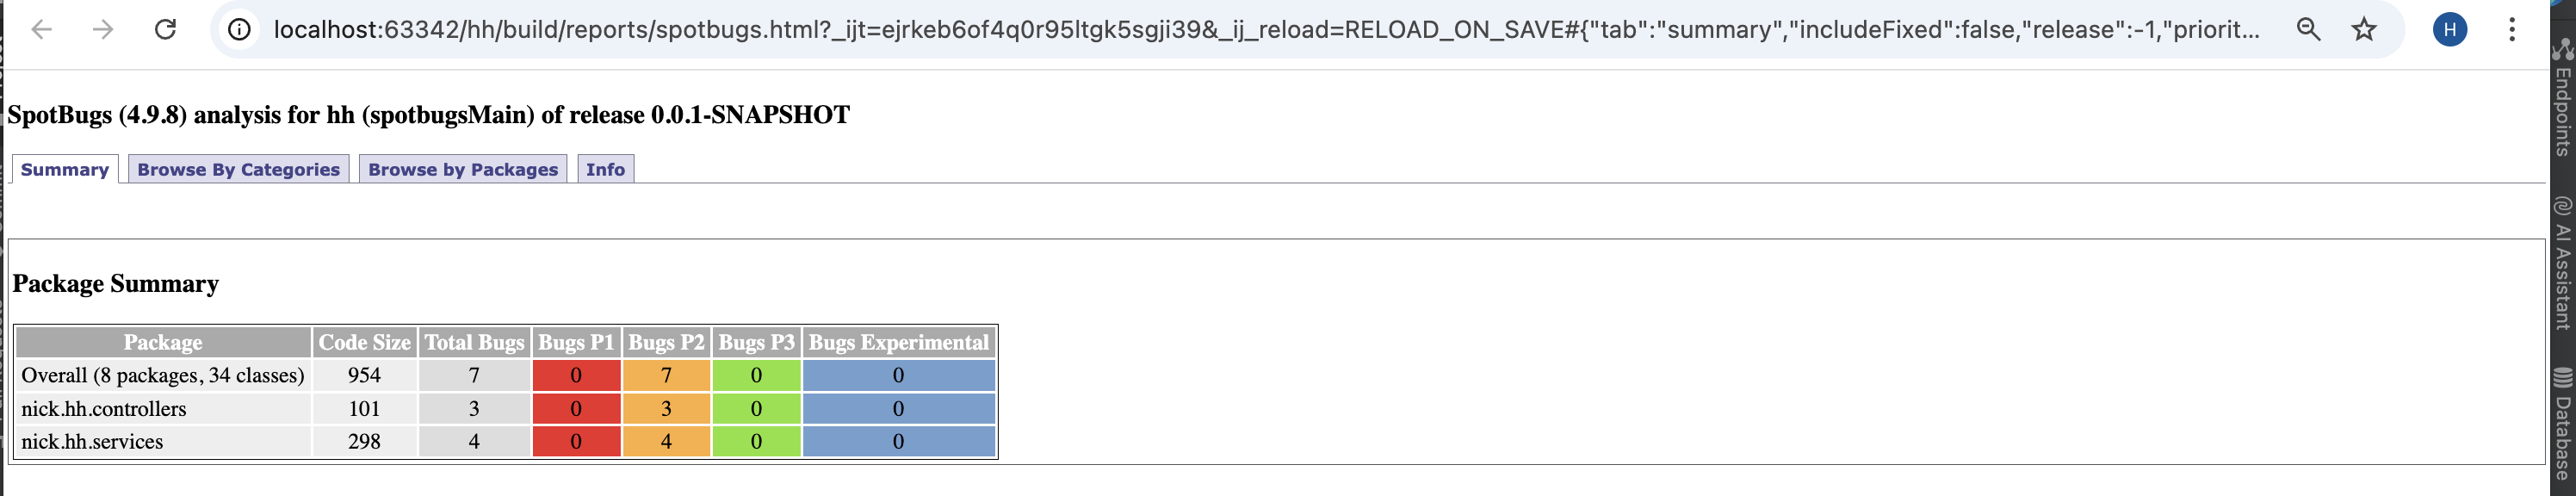 localhost:63342/hh/build/reports/spotbugs.html?_ijt=ejrkeb6of4q0r95ltgk5sgji39&_ij_reload=RELOAD_ON_SAVE#{"tab":"summary","includeFixed":false,"release":-1,"priorit...
H
SpotBugs (4.9.8) analysis for hh (spotbugsMain) of release 0.0.1-SNAPSHOT
Summary Browse By Categories Browse by Packages Info
Package Summary
Package Code Size Total Bugs Bugs P1 Bugs P2 Bugs P3 Bugs Experimental
Overall (8 packages, 34 classes) 954 7 0 7 0 0
nick.hh.controllers 101 3 0 3 0 0
nick.hh.services 298 4 0 4 0 0
Endpoints
AI Assistant
Database